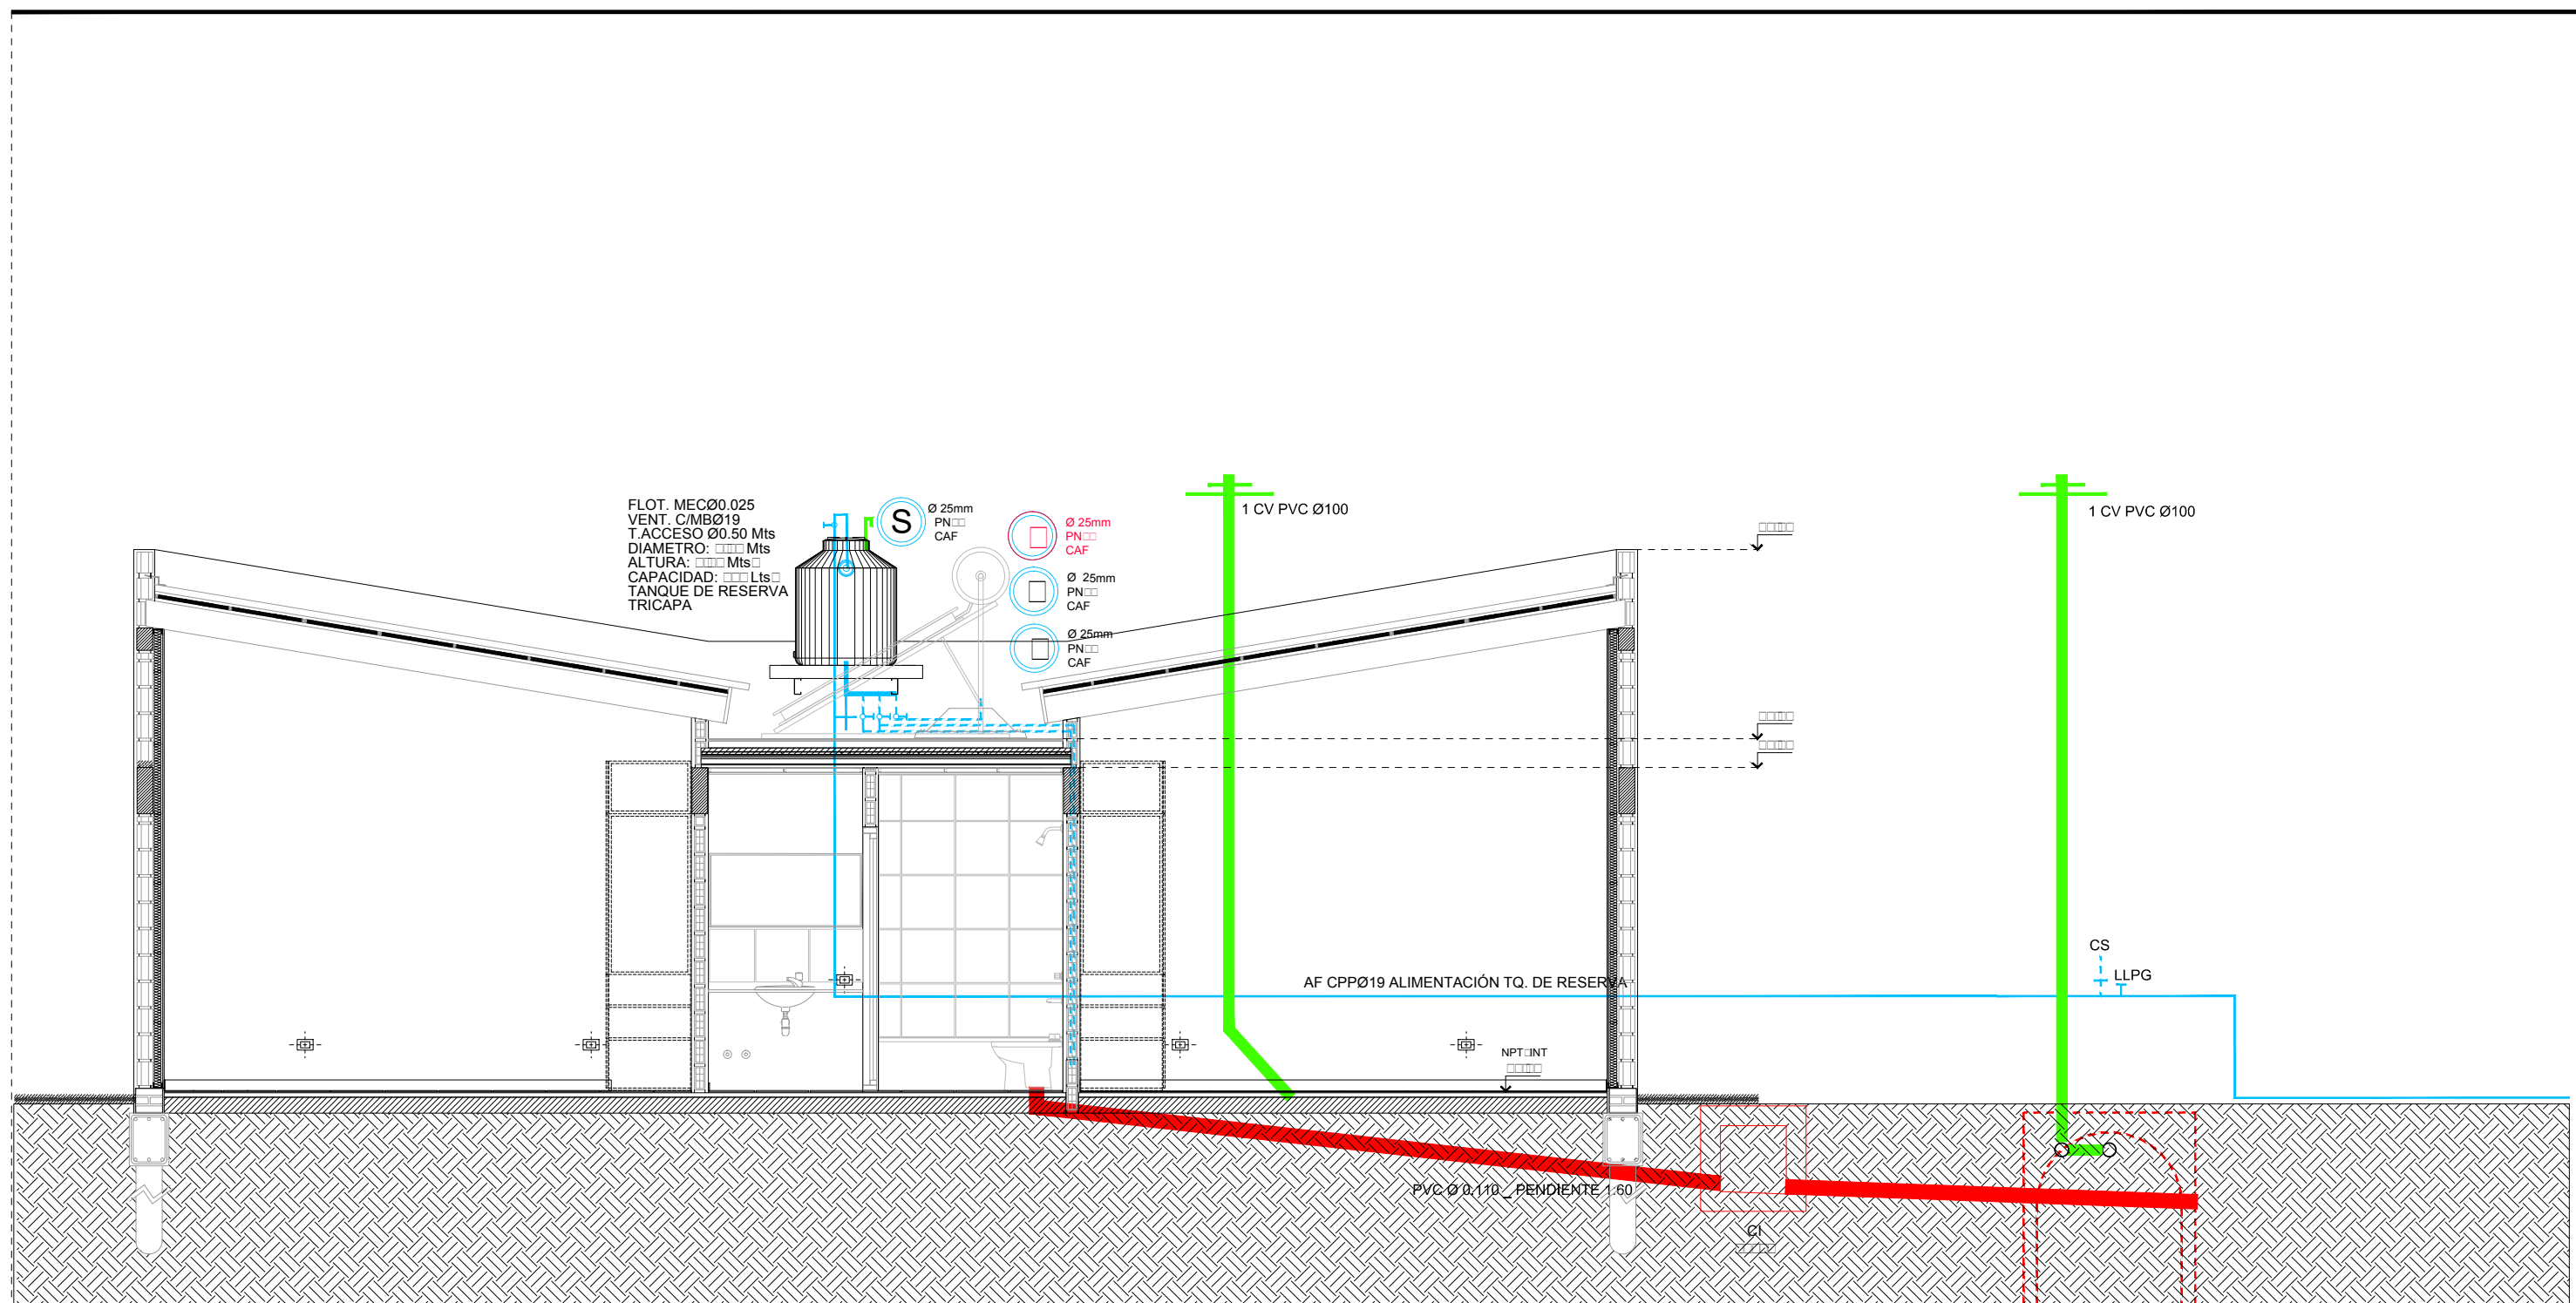 FLOT. MECØ0.025
VENT. C/MBØ19
T.ACCESO Ø0.50 Mts
DIAMETRO: Mts
ALTURA: Mts
CAPACIDAD: Lts
TANQUE DE RESERVA
TRICAPA
S
Ø 25mm
PN
CAF
Ø 25mm
PN
CAF
Ø 25mm
PN
CAF
Ø 25mm
PN
CAF
1 CV PVC Ø100
1 CV PVC Ø100
CS
LLPG
AF CPPØ19 ALIMENTACIÓN TQ. DE RESERVA
NPT INT
PVC Ø 0.110 _ PENDIENTE 1:60
CI